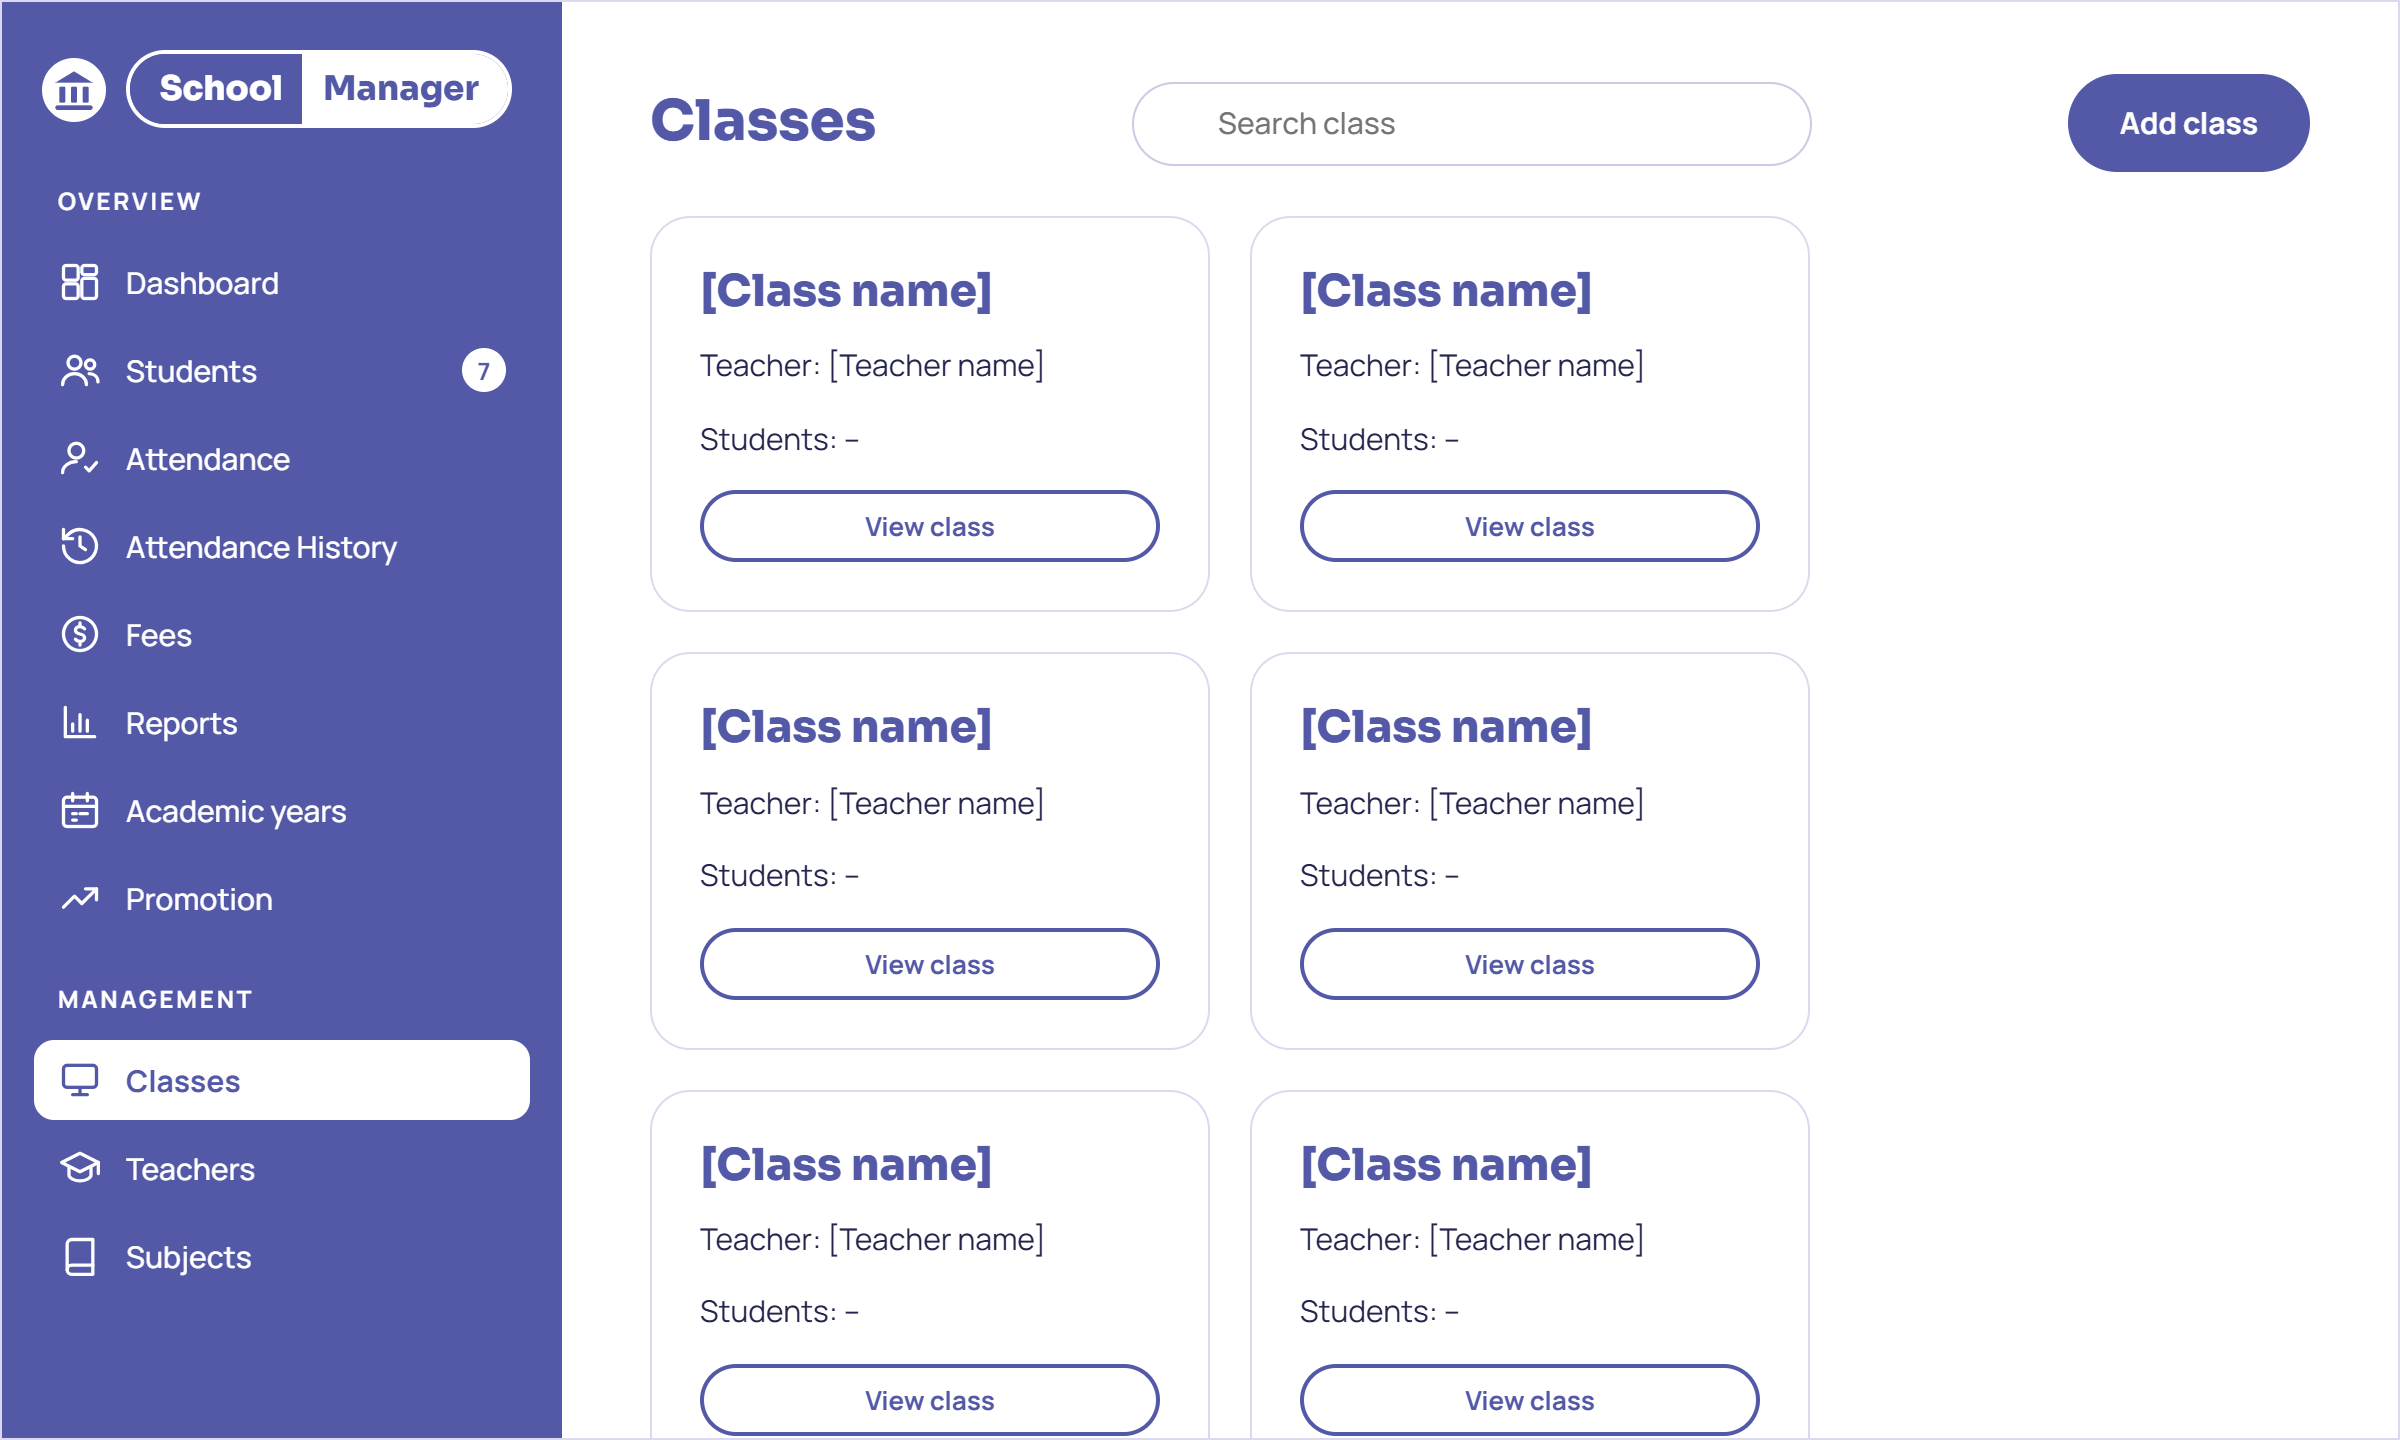 School Manager
OVERVIEW
Dashboard
Students 7
Attendance
Attendance History
Fees
Reports
Academic years
Promotion
MANAGEMENT
Classes
Teachers
Subjects
Classes
Search class
Add class
[Class name]
Teacher: [Teacher name]
Students: –
View class
[Class name]
Teacher: [Teacher name]
Students: –
View class
[Class name]
Teacher: [Teacher name]
Students: –
View class
[Class name]
Teacher: [Teacher name]
Students: –
View class
[Class name]
Teacher: [Teacher name]
Students: –
View class
[Class name]
Teacher: [Teacher name]
Students: –
View class